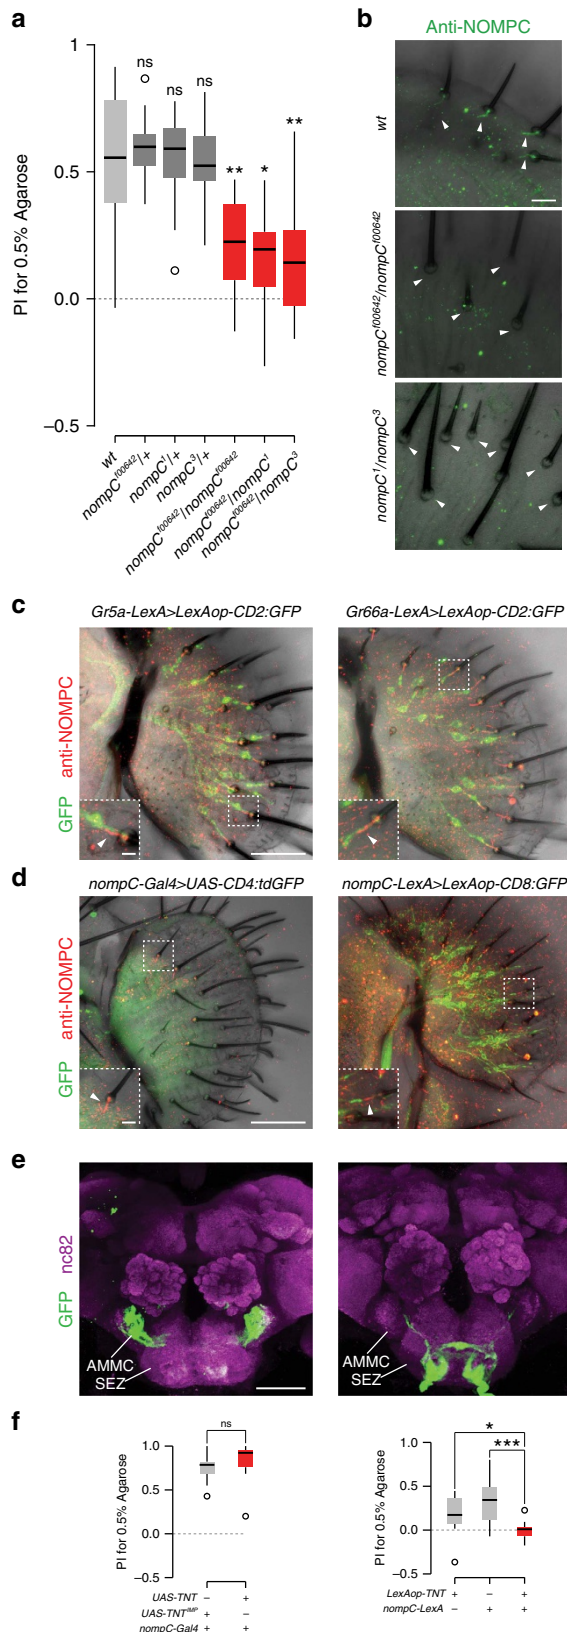 a
PI for 0.5% Agarose
1
0.5
0.0
–0.5
ns
ns
ns
**
*
**
wt
nompC^f00642/+
nompC^1/+
nompC^3/+
nompC^f00642/nompC^f00642
nompC^f00642/nompC^1
nompC^f00642/nompC^3
b
Anti-NOMPC
wt
nompC^f00642/nompC^f00642
nompC^1/nompC^3
c
Gr5a-LexA>LexAop-CD2:GFP
Gr66a-LexA>LexAop-CD2:GFP
GFP anti-NOMPC
d
nompC-Gal4>UAS-CD4:tdGFP
nompC-LexA>LexAop-CD8:GFP
GFP anti-NOMPC
e
GFP nc82
AMMC
SEZ
AMMC
SEZ
f
PI for 0.5% Agarose
1.0
0.5
0.0
–0.5
ns
UAS-TNT – +
UAS-TNT^IMP + –
nompC-Gal4 + +
PI for 0.5% Agarose
1.0
0.5
0.0
–0.5
*
***
LexAop-TNT + – +
nompC-LexA – + +